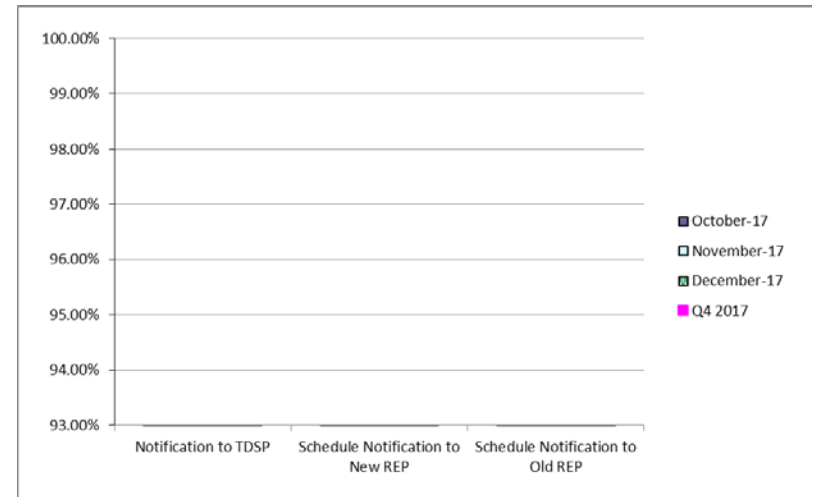 100.00%
99.00%
98.00%
97.00%
96.00%
95.00%
94.00%
93.00%
Notification to TDSP
Schedule Notification to
New REP
Schedule Notification to
Old REP
October-17
November-17
December-17
Q4 2017